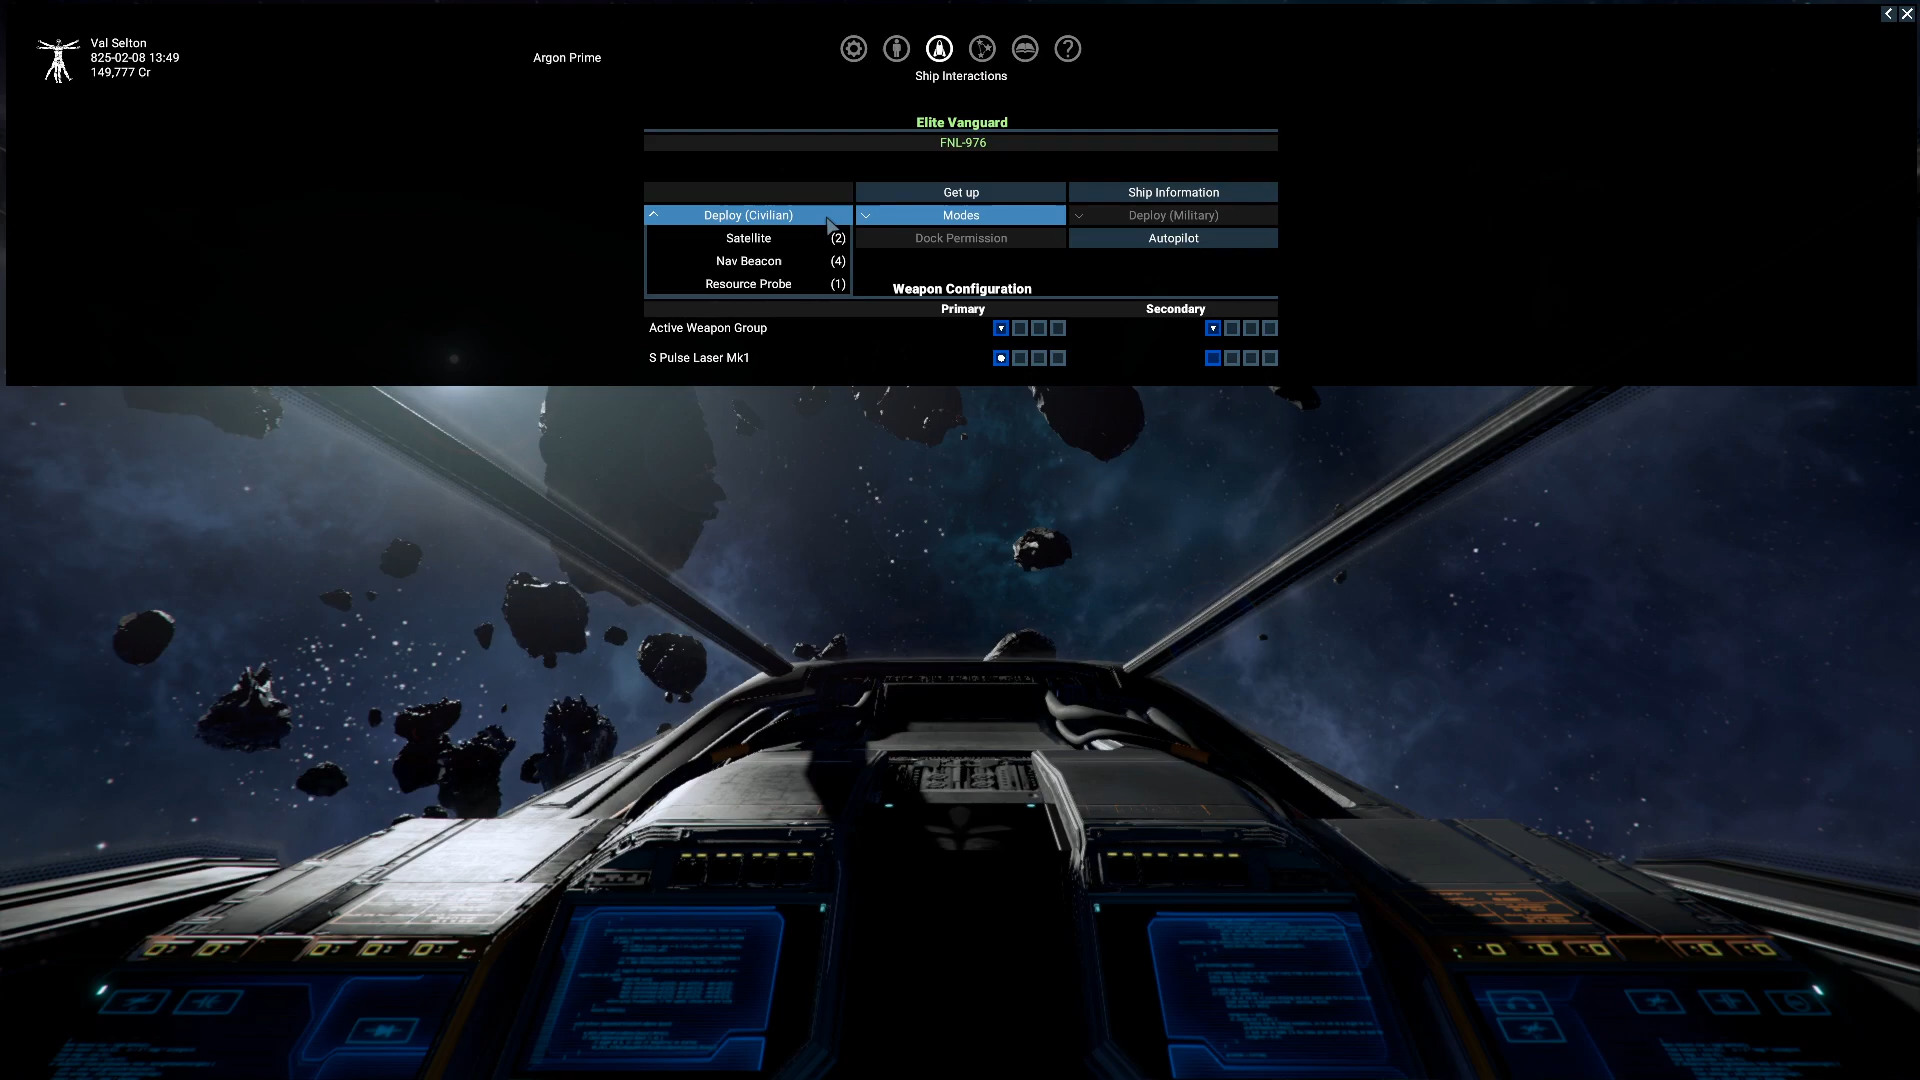 Val Selton
825-02-08 13:49
149,777 Cr
Argon Prime
Ship Interactions
Elite Vanguard
FNL-976
Get up
Ship Information
Deploy (Civilian)
Modes
Deploy (Military)
Satellite (2)
Dock Permission
Autopilot
Nav Beacon (4)
Resource Probe (1)
Weapon Configuration
Primary
Secondary
Active Weapon Group
S Pulse Laser Mk1